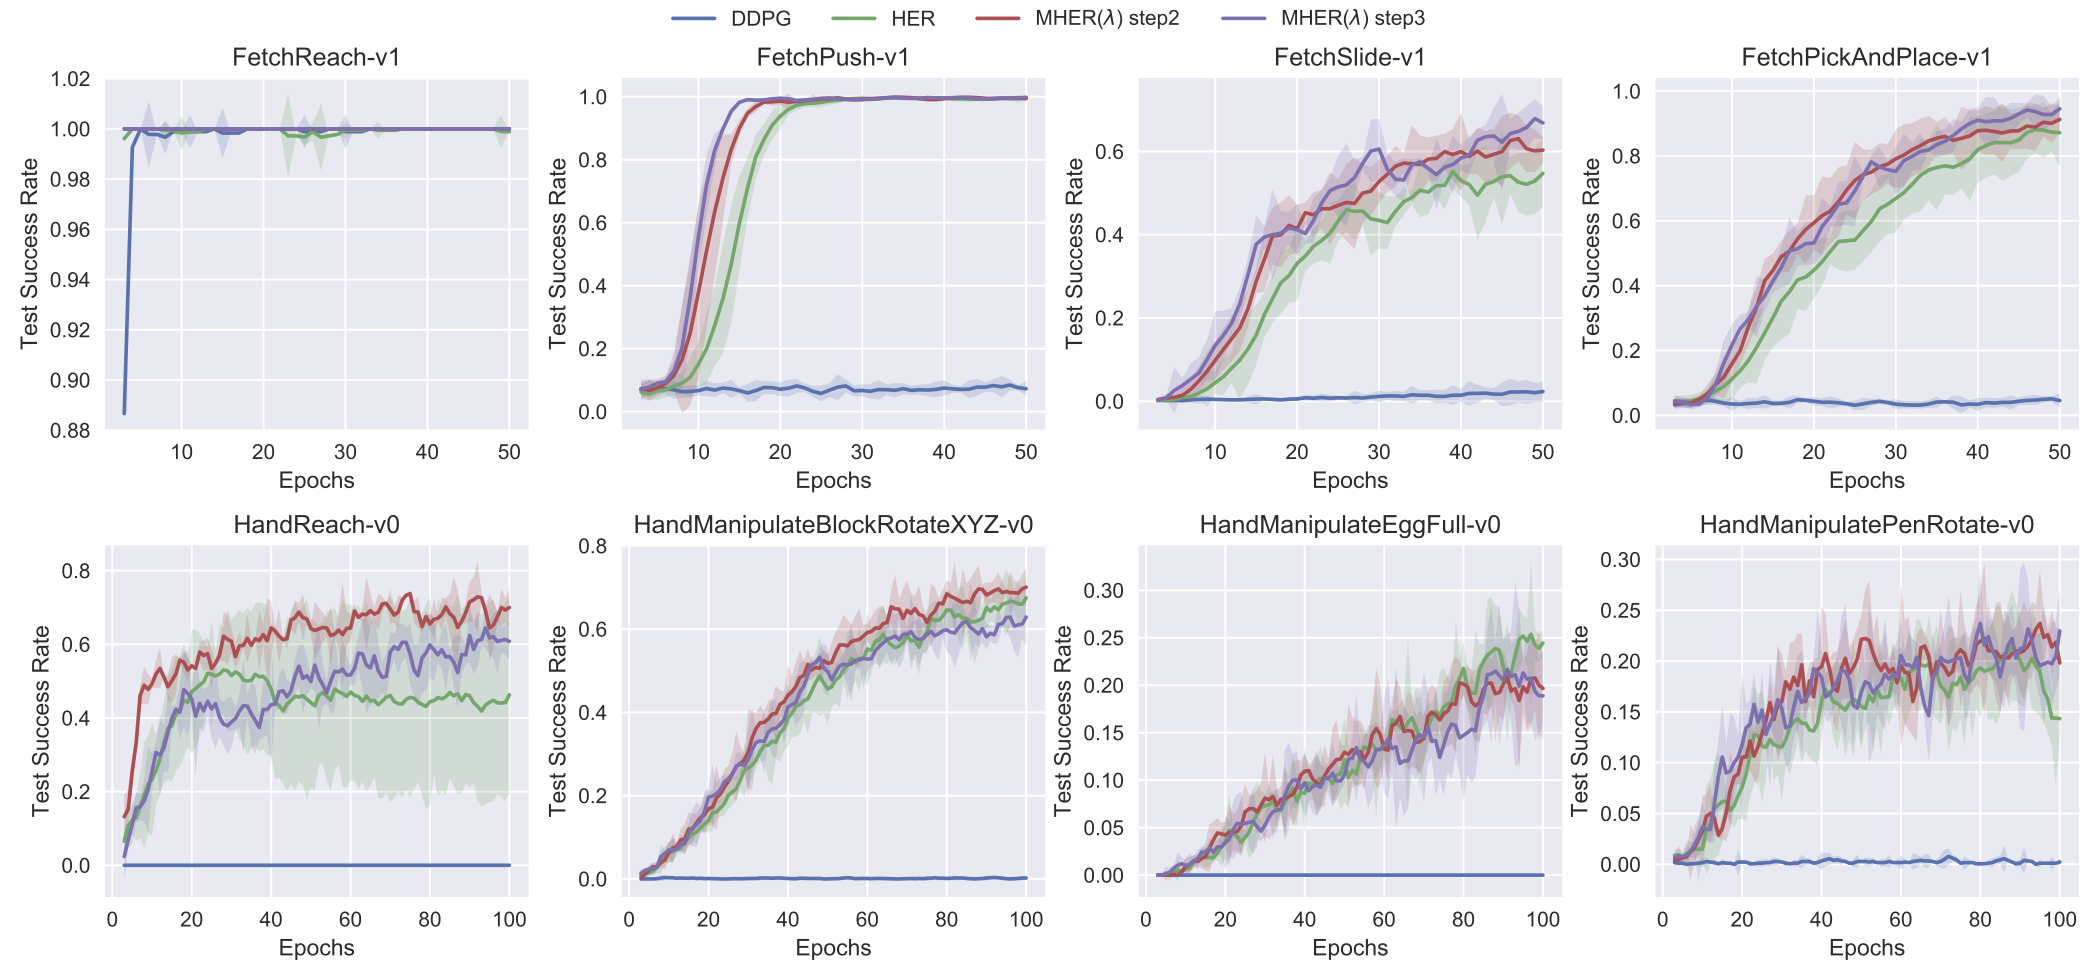 DDPG HER MHER(λ) step2 MHER(λ) step3
FetchReach-v1
1.02
1.00
0.98
0.96
0.94
0.92
0.90
0.88
Test Success Rate
10 20 30 40 50
Epochs
FetchPush-v1
1.0
0.8
0.6
0.4
0.2
0.0
Test Success Rate
10 20 30 40 50
Epochs
FetchSlide-v1
0.6
0.4
0.2
0.0
Test Success Rate
10 20 30 40 50
Epochs
FetchPickAndPlace-v1
1.0
0.8
0.6
0.4
0.2
0.0
Test Success Rate
10 20 30 40 50
Epochs
HandReach-v0
0.8
0.6
0.4
0.2
0.0
Test Success Rate
0 20 40 60 80 100
Epochs
HandManipulateBlockRotateXYZ-v0
0.8
0.6
0.4
0.2
0.0
Test Success Rate
0 20 40 60 80 100
Epochs
HandManipulateEggFull-v0
0.30
0.25
0.20
0.15
0.10
0.05
0.00
Test Success Rate
0 20 40 60 80 100
Epochs
HandManipulatePenRotate-v0
0.30
0.25
0.20
0.15
0.10
0.05
0.00
Test Success Rate
0 20 40 60 80 100
Epochs